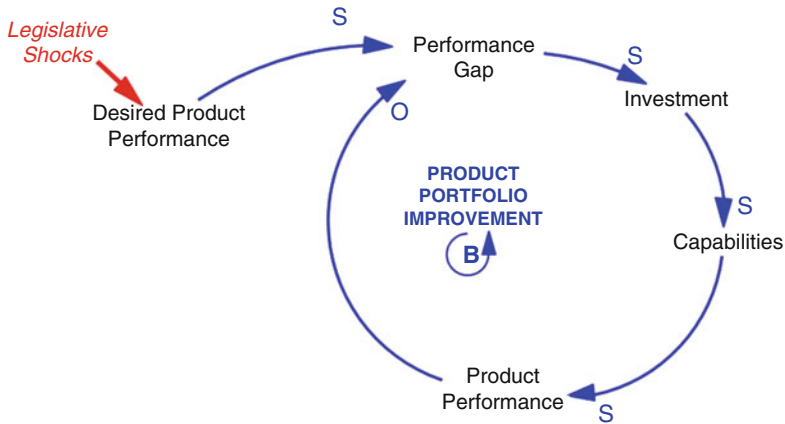 Legislative
Shocks
Desired Product
Performance
S
Performance
Gap
S
Investment
S
Capabilities
S
Product
Performance
O
PRODUCT
PORTFOLIO
IMPROVEMENT
B